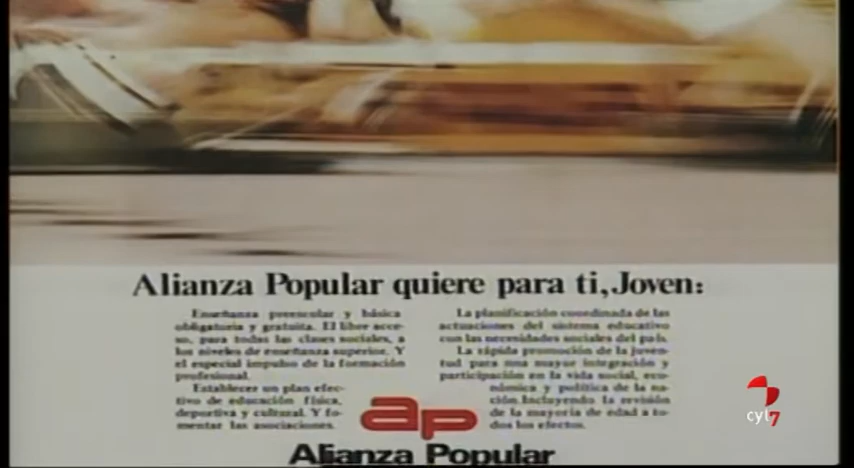 Alianza Popular quiere para ti, Joven:
Enseñanza preescolar y básica
obligatoria y gratuita. El libre acce-
so, para todas las clases sociales, a
los niveles de enseñanza superior. Y
el especial impulso de la formación
profesional.
Establecer un plan efec-
tivo de educación física,
deportiva y cultural. Y fo-
mentar las asociaciones.
La planificación coordinada de las
actuaciones del sistema educativo
con las necesidades sociales del país.
La rápida promoción de la juven-
tud para una mayor integración y
participación en la vida social, eco-
nómica y política de la na-
ción. Incluyendo la revisión
de la mayoría de edad a to-
dos los efectos.
ap
Alianza Popular
cyl7